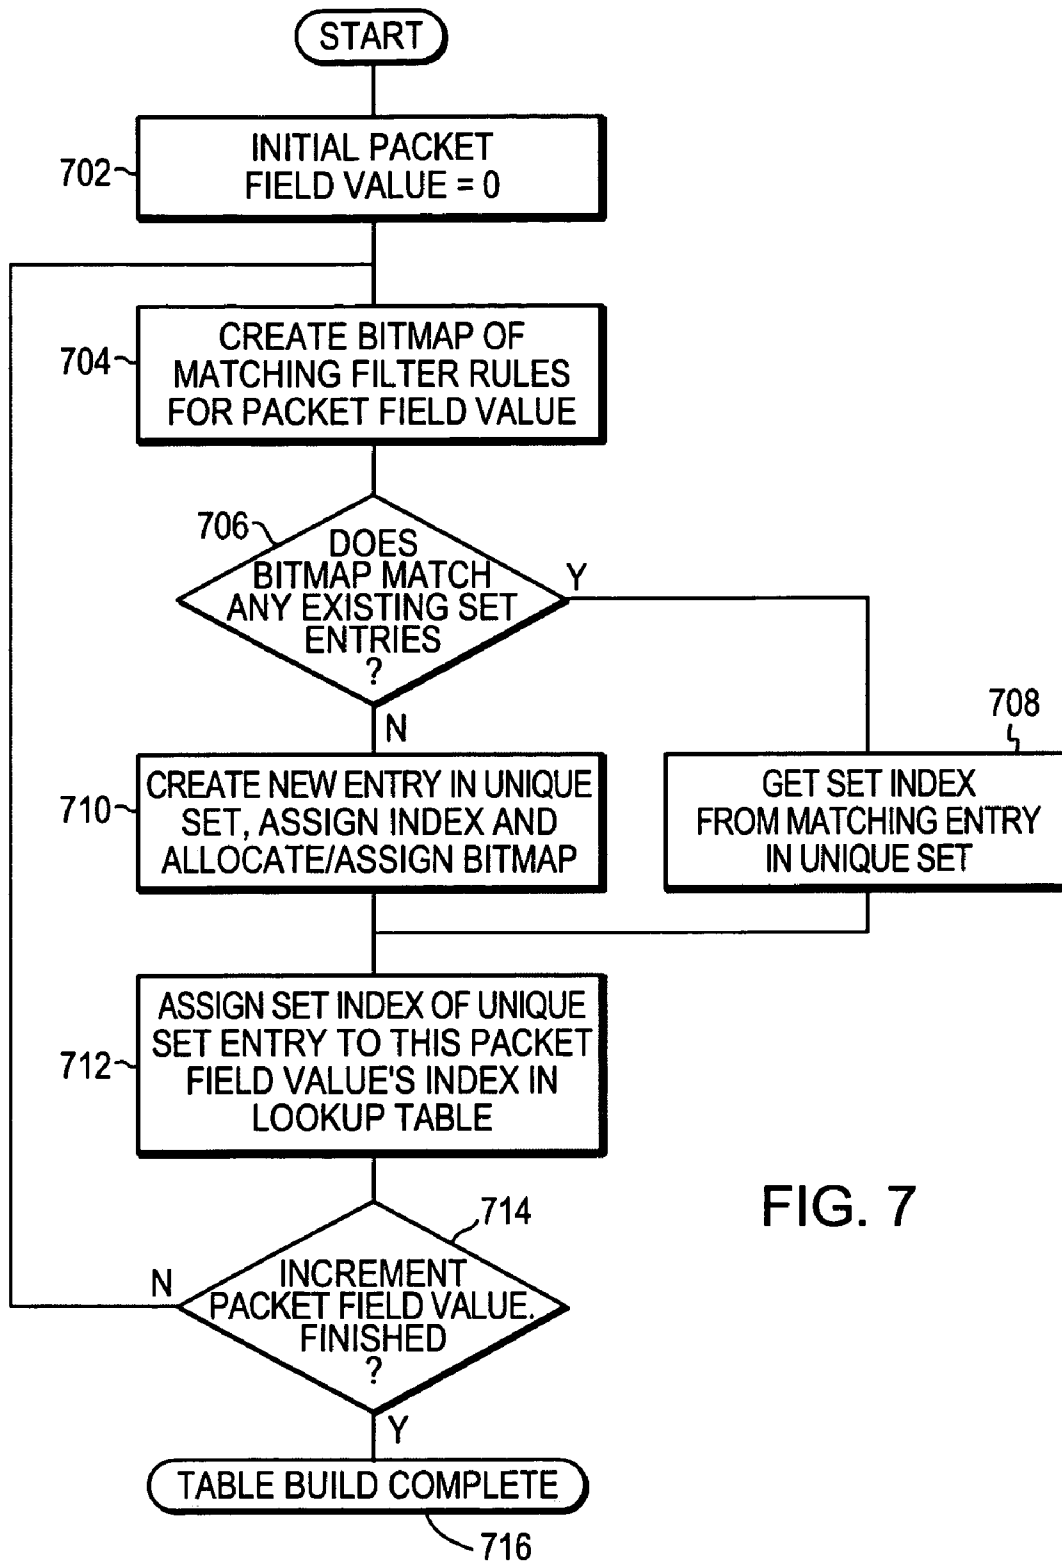 START
INITIAL PACKET
FIELD VALUE = 0
702
CREATE BITMAP OF
MATCHING FILTER RULES
FOR PACKET FIELD VALUE
704
706
DOES
BITMAP MATCH
ANY EXISTING SET
ENTRIES
?
Y
N
708
CREATE NEW ENTRY IN UNIQUE
SET, ASSIGN INDEX AND
ALLOCATE/ASSIGN BITMAP
710
GET SET INDEX
FROM MATCHING ENTRY
IN UNIQUE SET
ASSIGN SET INDEX OF UNIQUE
SET ENTRY TO THIS PACKET
FIELD VALUE'S INDEX IN
LOOKUP TABLE
712
714
INCREMENT
PACKET FIELD VALUE.
FINISHED
?
N
Y
TABLE BUILD COMPLETE
716
FIG. 7